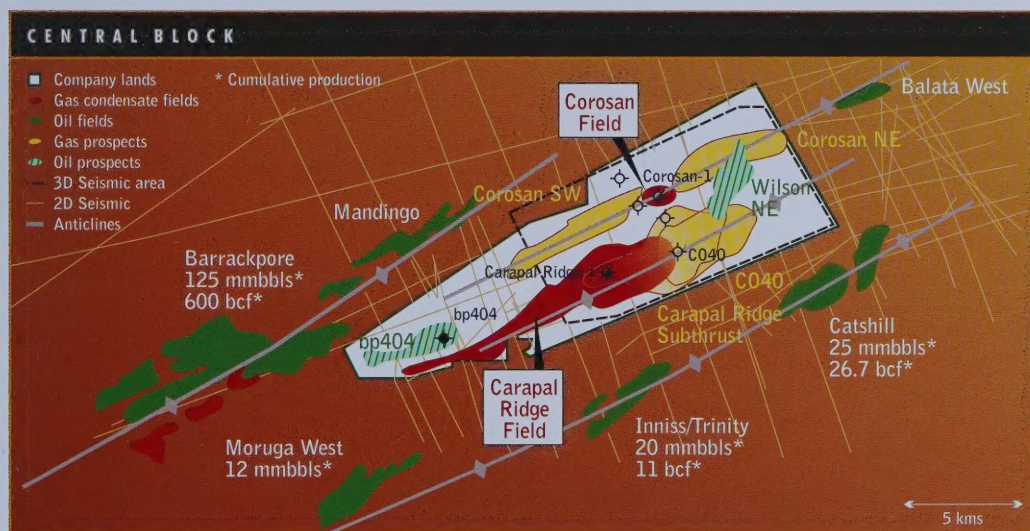 CENTRAL BLOCK
Company lands
* Cumulative production
Gas condensate fields
Oil fields
Gas prospects
Oil prospects
3D Seismic area
2D Seismic
Anticlines
Corosan
Field
Balata West
Corosan NE
Corosan-1
Corosan SW
Wilson
NE
Mandingo
Barrackpore
125 mmbbls*
600 bcf*
Carapal Ridge
CO40
CO40
bp404
bp404
Carapal Ridge
Subthrust
Catshill
25 mmbbls*
26.7 bcf*
Carapal
Ridge
Field
Inniss/Trinity
20 mmbbls*
11 bcf*
Moruga West
12 mmbbls*
5 kms